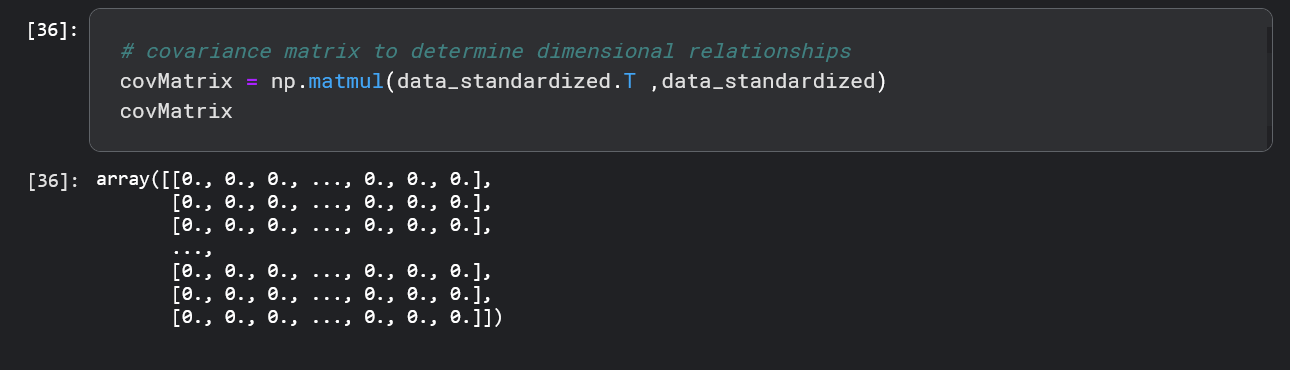 [36]:
# covariance matrix to determine dimensional relationships
covMatrix = np.matmul(data_standardized.T ,data_standardized)
covMatrix
[36]: array([[0., 0., 0., ..., 0., 0., 0.],
[0., 0., 0., ..., 0., 0., 0.],
[0., 0., 0., ..., 0., 0., 0.],
...,
[0., 0., 0., ..., 0., 0., 0.],
[0., 0., 0., ..., 0., 0., 0.],
[0., 0., 0., ..., 0., 0., 0.]])